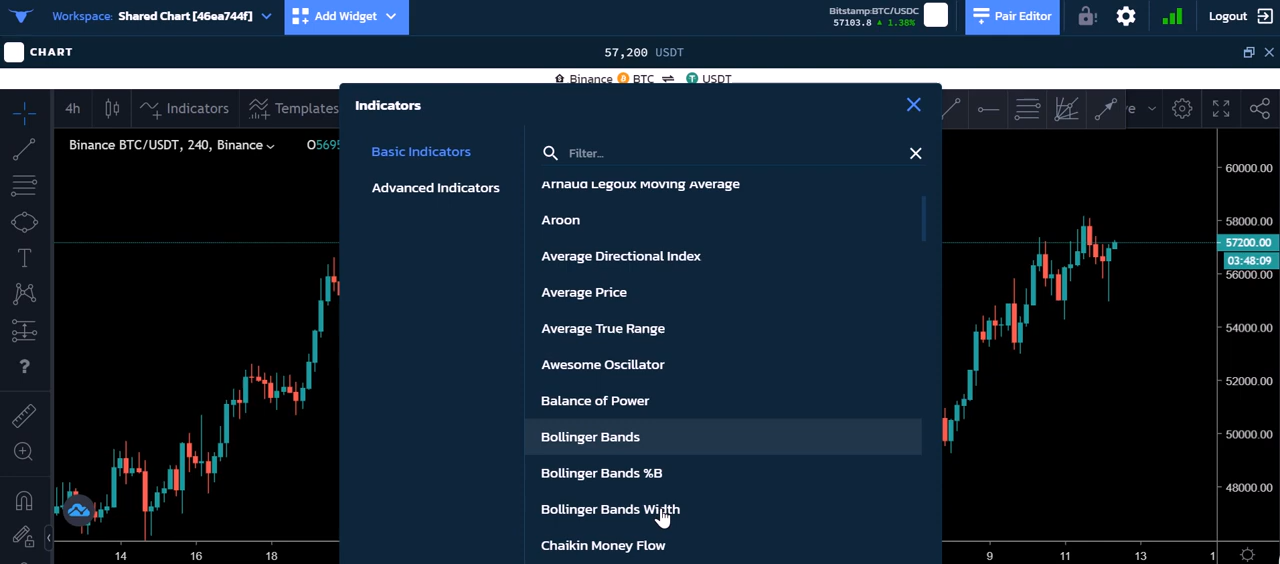 Workspace: Shared Chart [46ea744f]
Add Widget
Bitstamp:BTC/USDC
57103.8 ▲ 1.38%
Pair Editor
Logout
CHART
57,200 USDT
Binance BTC ⇌ USDT
4h
Indicators
Templates
Binance BTC/USDT, 240, Binance
O5695
Indicators
Basic Indicators
Advanced Indicators
Filter...
Arnaud Legoux Moving Average
Aroon
Average Directional Index
Average Price
Average True Range
Awesome Oscillator
Balance of Power
Bollinger Bands
Bollinger Bands %B
Bollinger Bands Width
Chaikin Money Flow
60000.00
58000.00
57200.00
03:48:09
56000.00
54000.00
52000.00
50000.00
48000.00
14
16
18
9
11
13
1